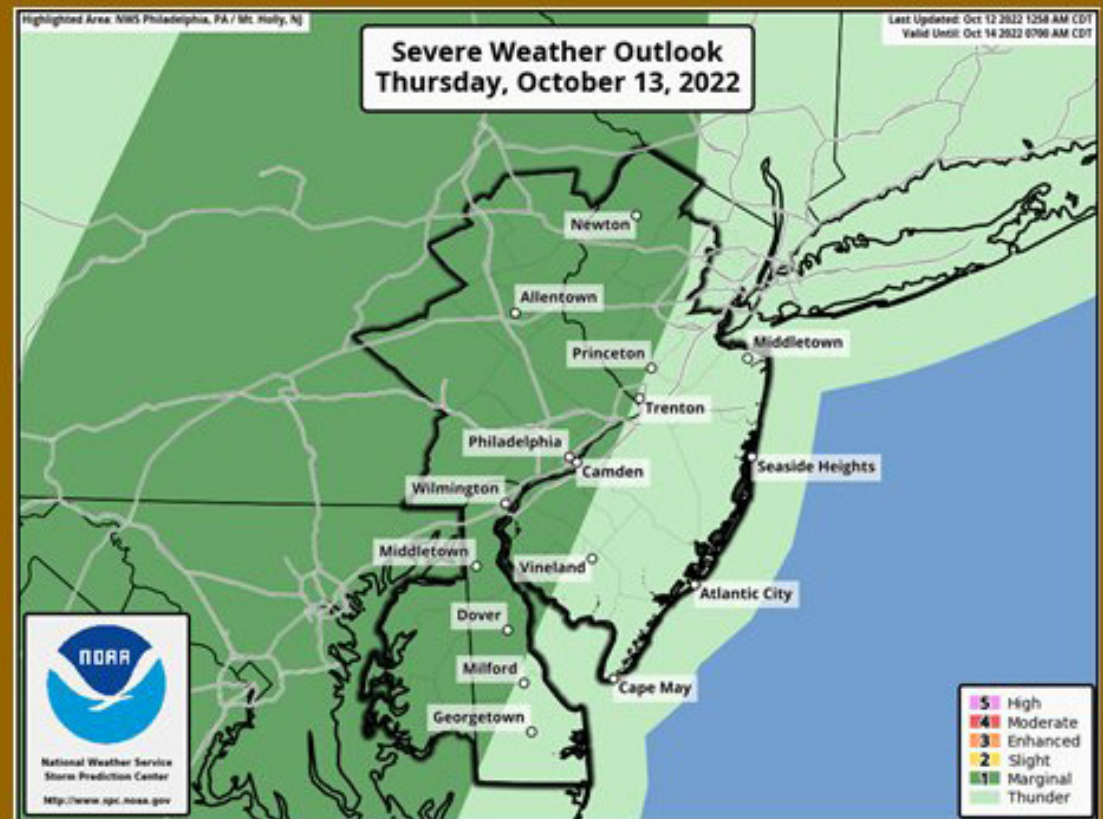 Highlighted Area: NWS Philadelphia, PA / Mt. Holly, NJ
Last Updated: Oct 12 2022 1258 AM CDT
Valid Until: Oct 14 2022 0700 AM CDT
Severe Weather Outlook
Thursday, October 13, 2022
Newton
Allentown
Princeton
Middletown
Trenton
Philadelphia
Camden
Seaside Heights
Wilmington
Middletown
Vineland
Atlantic City
Dover
Milford
Cape May
Georgetown
NOAA
National Weather Service
Storm Prediction Center
http://www.spc.noaa.gov
5 High
4 Moderate
3 Enhanced
2 Slight
1 Marginal
Thunder